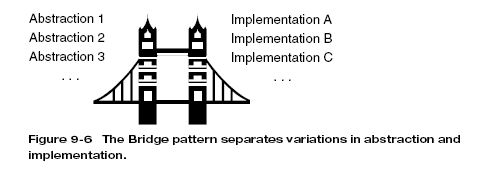 Abstraction 1
Abstraction 2
Abstraction 3
. . .
Implementation A
Implementation B
Implementation C
. . .
Figure 9-6 The Bridge pattern separates variations in abstraction and
implementation.